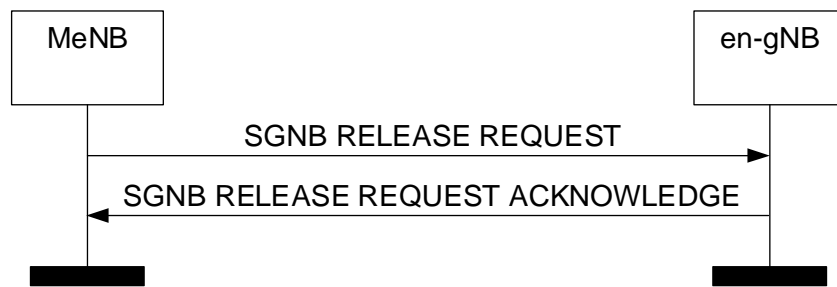 MeNB
en-gNB
SGNB RELEASE REQUEST
SGNB RELEASE REQUEST ACKNOWLEDGE